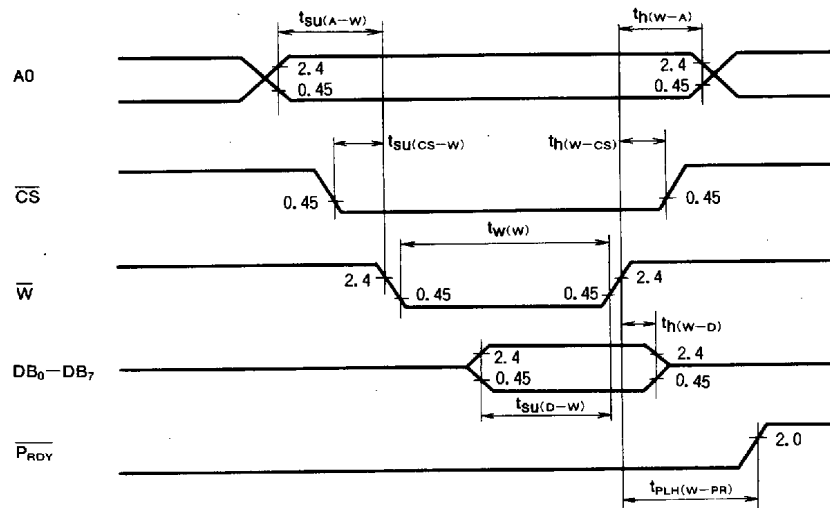 tsu(A-W)
th(W-A)
A0
2.4
0.45
2.4
0.45
tsu(CS-W)
th(W-CS)
CS
0.45
0.45
tW(W)
W
2.4
0.45
0.45
2.4
th(W-D)
DB0-DB7
2.4
0.45
2.4
0.45
tsu(D-W)
PRDY
2.0
tPLH(W-PR)